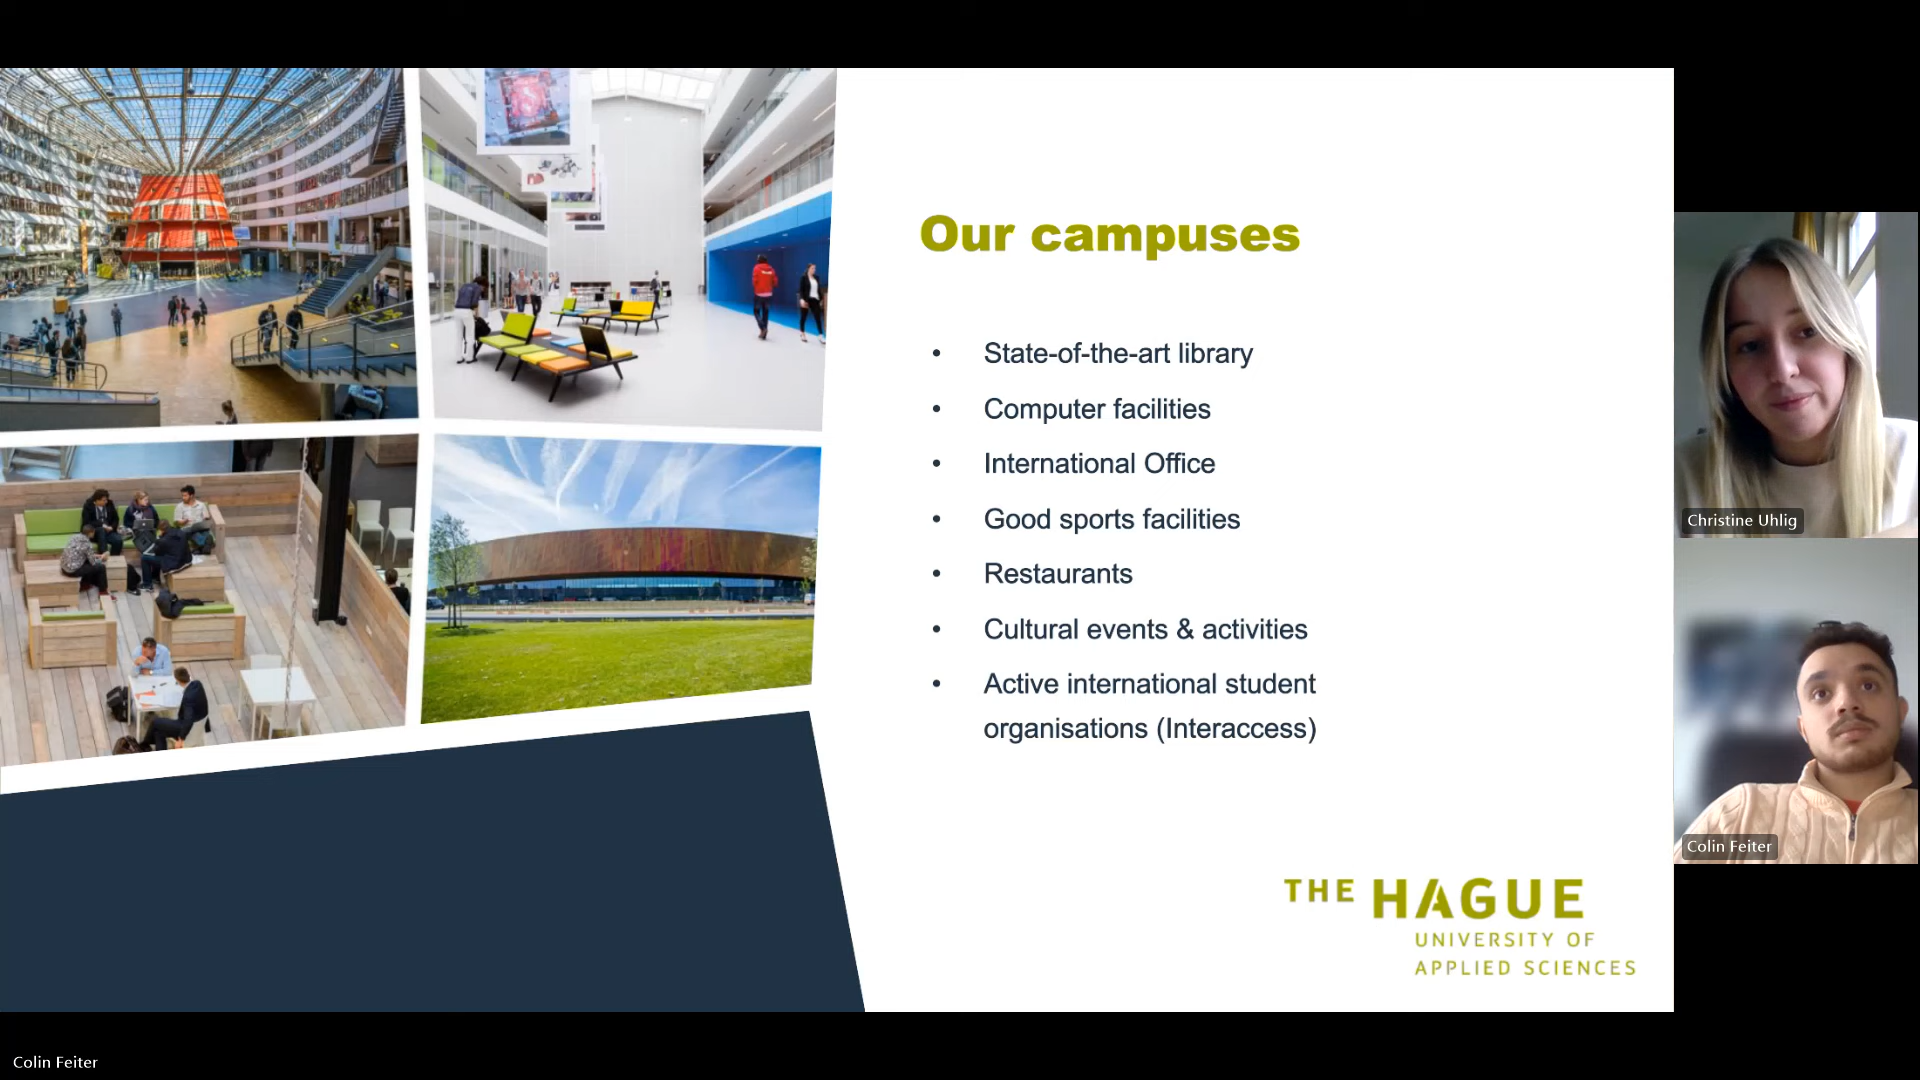 Our campuses
• State-of-the-art library
• Computer facilities
• International Office
• Good sports facilities
• Restaurants
• Cultural events & activities
• Active international student
organisations (Interaccess)
THE HAGUE
UNIVERSITY OF
APPLIED SCIENCES
Christine Uhlig
Colin Feiter
Colin Feiter